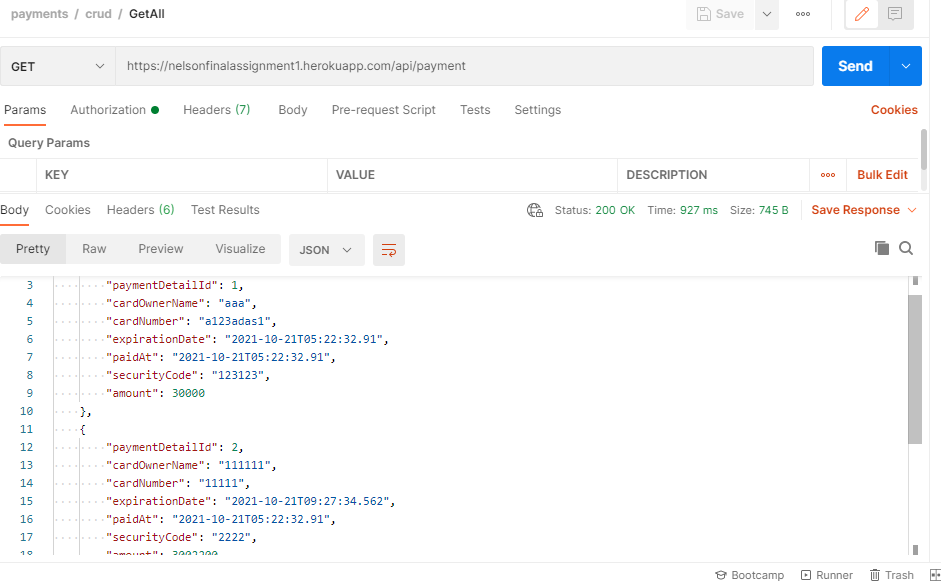 payments / crud / GetAll
Save
GET https://nelsonfinalassignment1.herokuapp.com/api/payment Send
Params Authorization Headers (7) Body Pre-request Script Tests Settings Cookies
Query Params
KEY VALUE DESCRIPTION Bulk Edit
Body Cookies Headers (6) Test Results Status: 200 OK Time: 927 ms Size: 745 B Save Response
Pretty Raw Preview Visualize JSON
3 "paymentDetailId": 1,
4 "cardOwnerName": "aaa",
5 "cardNumber": "a123adas1",
6 "expirationDate": "2021-10-21T05:22:32.91",
7 "paidAt": "2021-10-21T05:22:32.91",
8 "securityCode": "123123",
9 "amount": 30000
10 },
11 {
12 "paymentDetailId": 2,
13 "cardOwnerName": "111111",
14 "cardNumber": "11111",
15 "expirationDate": "2021-10-21T09:27:34.562",
16 "paidAt": "2021-10-21T05:22:32.91",
17 "securityCode": "2222",
18 "amount": 3002200
Bootcamp Runner Trash